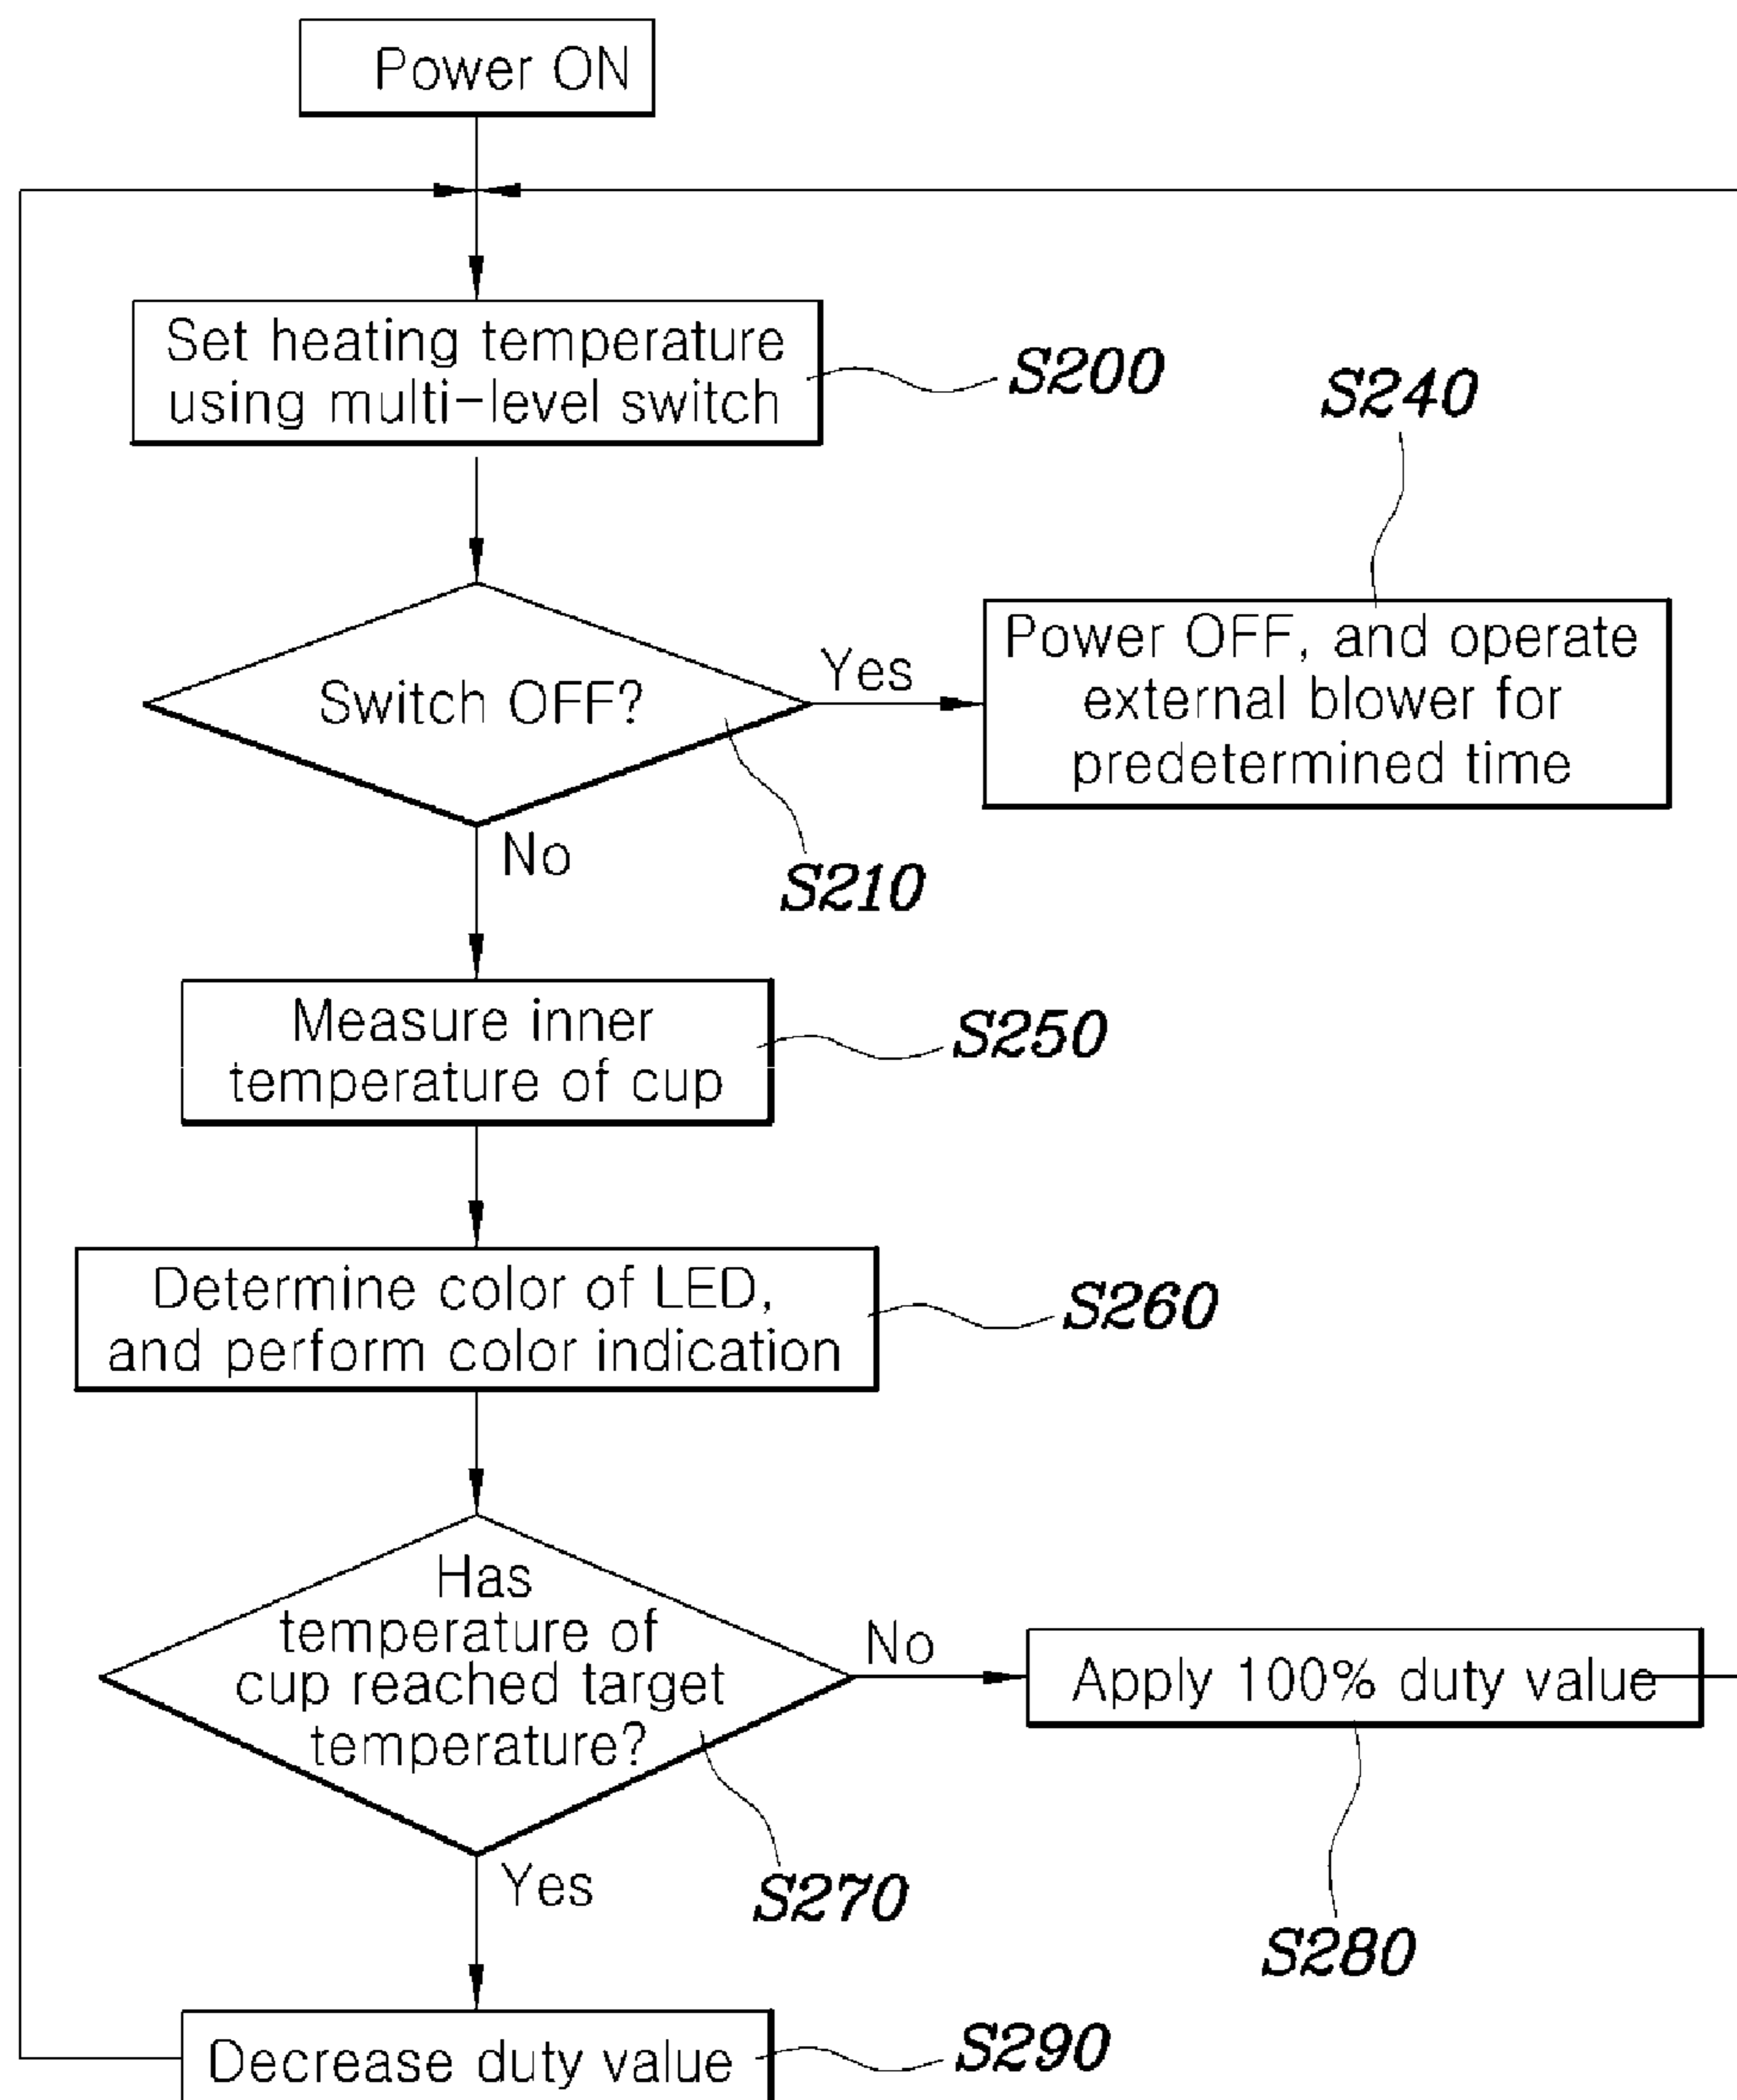 Power ON
Set heating temperature
using multi-level switch
S200
S240
Switch OFF?
Yes
Power OFF, and operate
external blower for
predetermined time
No
S210
Measure inner
temperature of cup
S250
Determine color of LED,
and perform color indication
S260
Has
temperature of
cup reached target
temperature?
No
Apply 100% duty value
Yes
S270
S280
Decrease duty value
S290